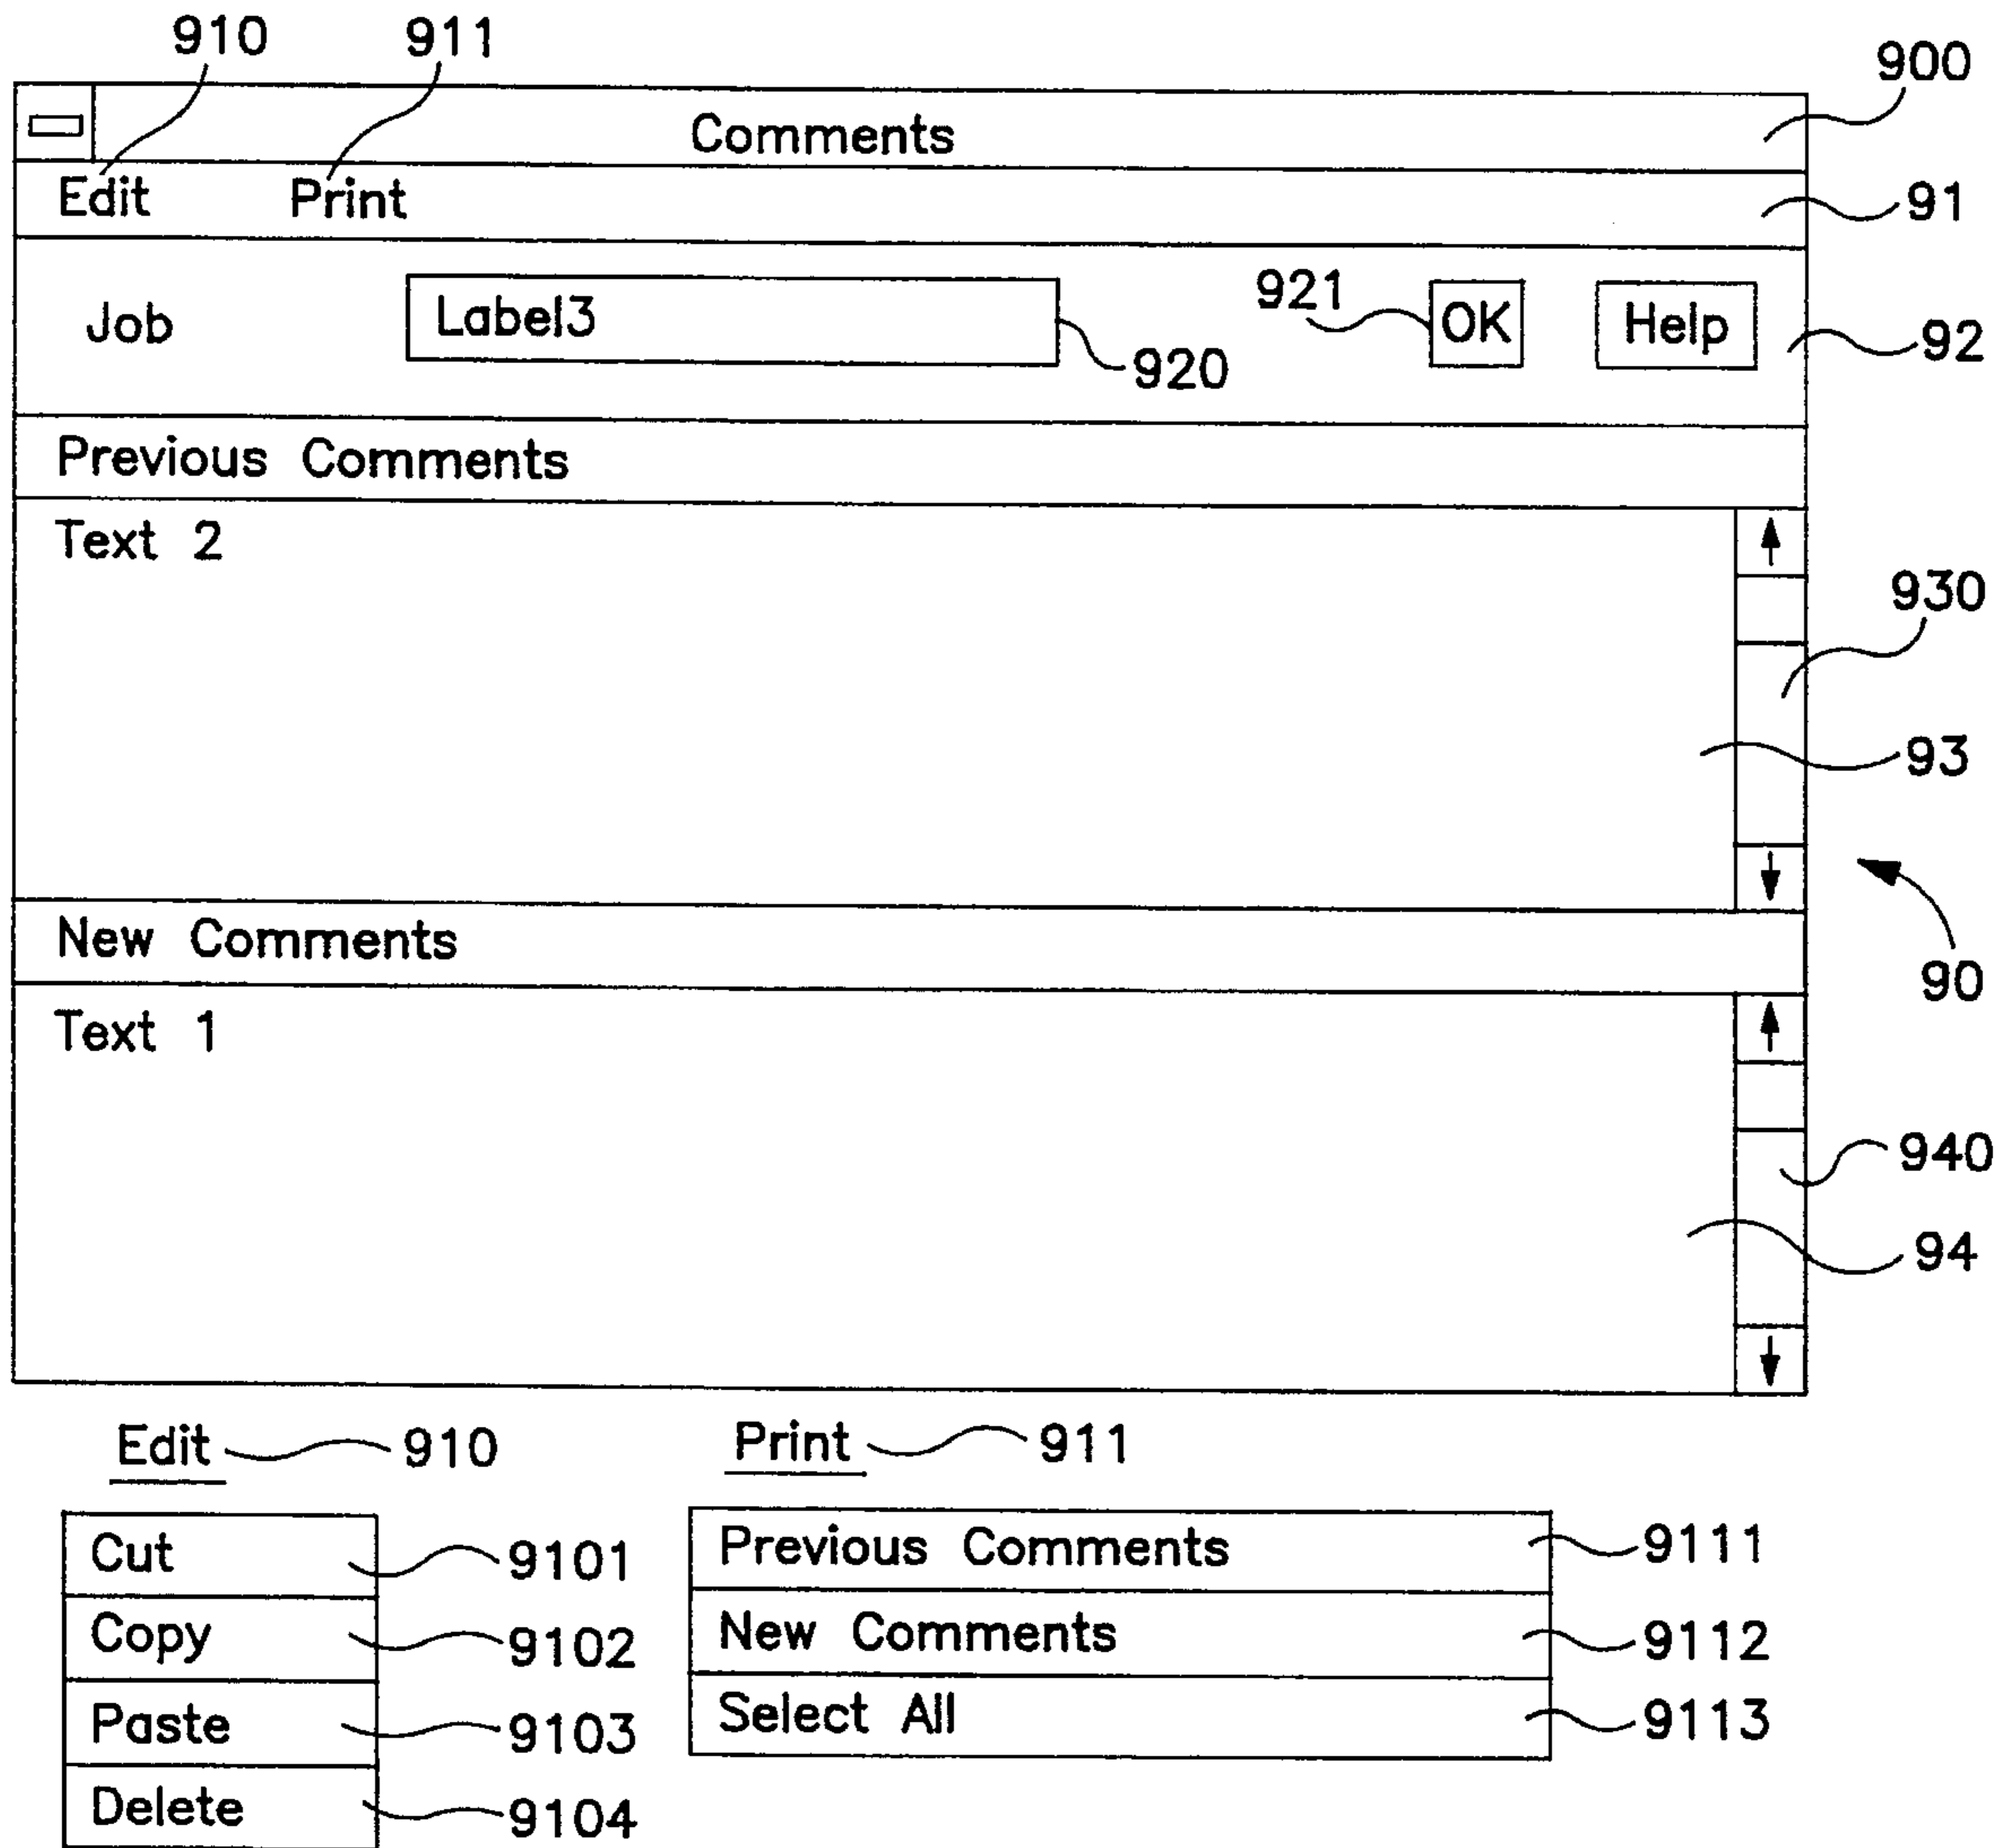 910 911
900
Comments
Edit Print
91
Job Label3 920 921 OK Help
92
Previous Comments
Text 2
930
93
New Comments
90
Text 1
940
94
Edit 910 Print 911
Cut 9101 Previous Comments 9111
Copy 9102 New Comments 9112
Paste 9103 Select All 9113
Delete 9104